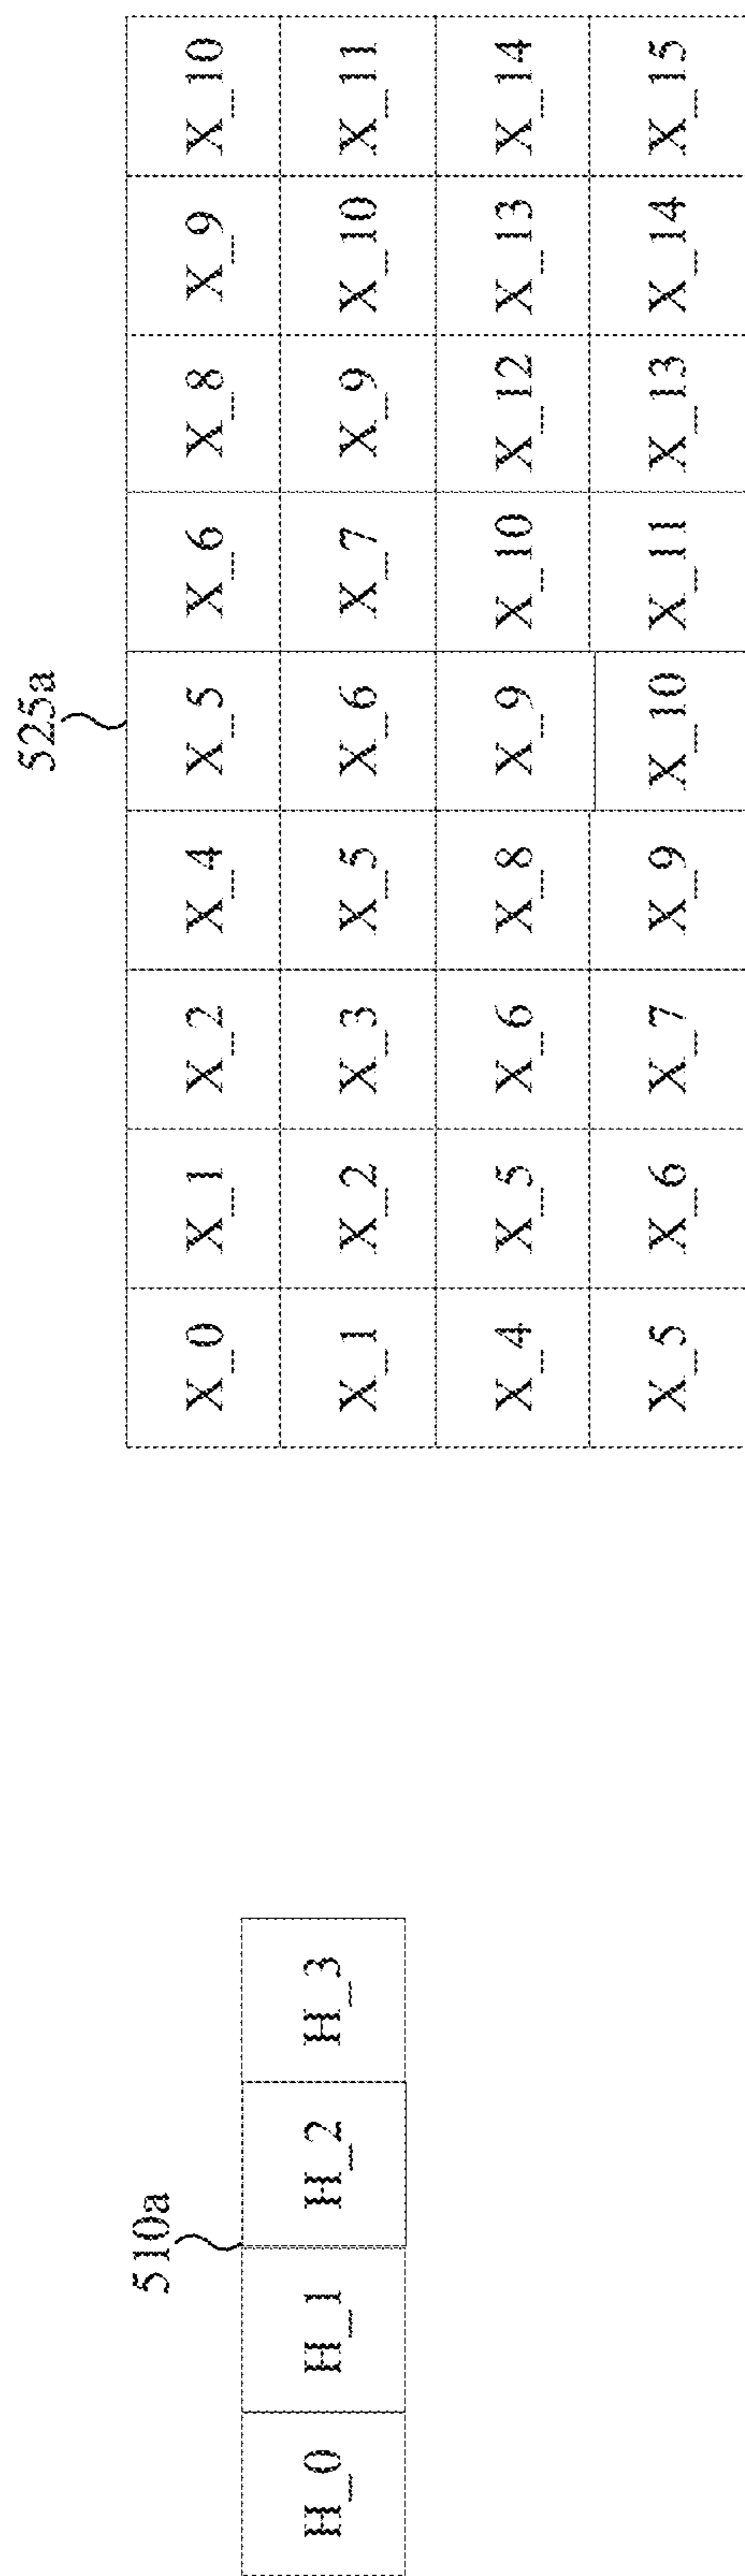 510a
H_0 H_1 H_2 H_3
525a
X_0 X_1 X_2 X_4 X_5 X_6 X_8 X_9 X_10
X_1 X_2 X_3 X_5 X_6 X_7 X_9 X_10 X_11
X_4 X_5 X_6 X_8 X_9 X_10 X_12 X_13 X_14
X_5 X_6 X_7 X_9 X_10 X_11 X_13 X_14 X_15